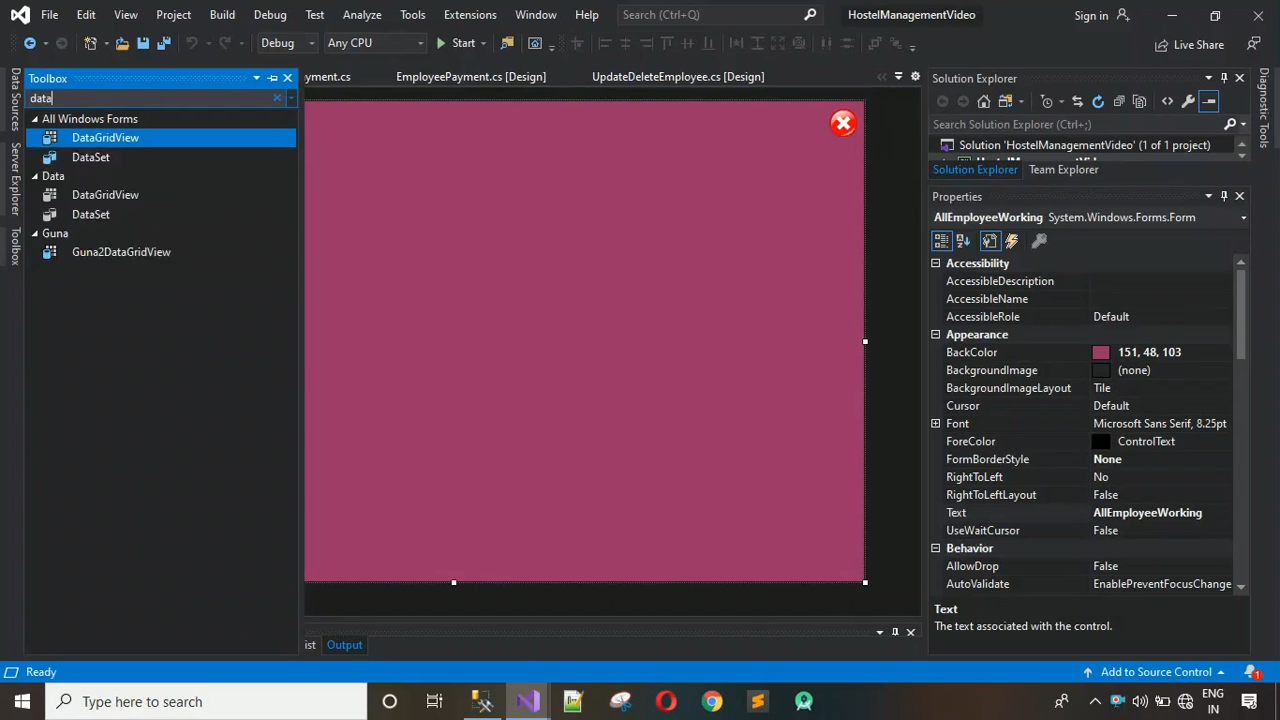 File Edit View Project Build Debug Test Analyze Tools Extensions Window Help Search (Ctrl+;) HostelManagementVideo Sign in
Debug Any CPU Start Live Share
Data Sources
Server Explorer
Toolbox
Toolbox
data
All Windows Forms
DataGridView
DataSet
Data
DataGridView
DataSet
Guna
Guna2DataGridView
yment.cs EmployeePayment.cs [Design] UpdateDeleteEmployee.cs [Design]
ist Output
Solution Explorer
Search Solution Explorer (Ctrl+;)
Solution 'HostelManagementVideo' (1 of 1 project)
Solution Explorer Team Explorer
Properties
AllEmployeeWorking System.Windows.Forms.Form
Accessibility
AccessibleDescription
AccessibleName
AccessibleRole Default
Appearance
BackColor 151, 48, 103
BackgroundImage (none)
BackgroundImageLayout Tile
Cursor Default
Font Microsoft Sans Serif, 8.25pt
ForeColor ControlText
FormBorderStyle None
RightToLeft No
RightToLeftLayout False
Text AllEmployeeWorking
UseWaitCursor False
Behavior
AllowDrop False
AutoValidate EnablePreventFocusChange
Text
The text associated with the control.
Diagnostic Tools
Ready Add to Source Control 1
Type here to search ENG
IN